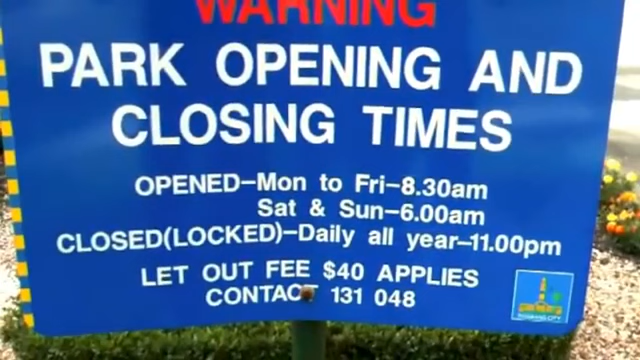 WARNING
PARK OPENING AND
CLOSING TIMES
OPENED-Mon to Fri-8.30am
Sat & Sun-6.00am
CLOSED(LOCKED)-Daily all year-11.00pm
LET OUT FEE $40 APPLIES
CONTACT 131 048